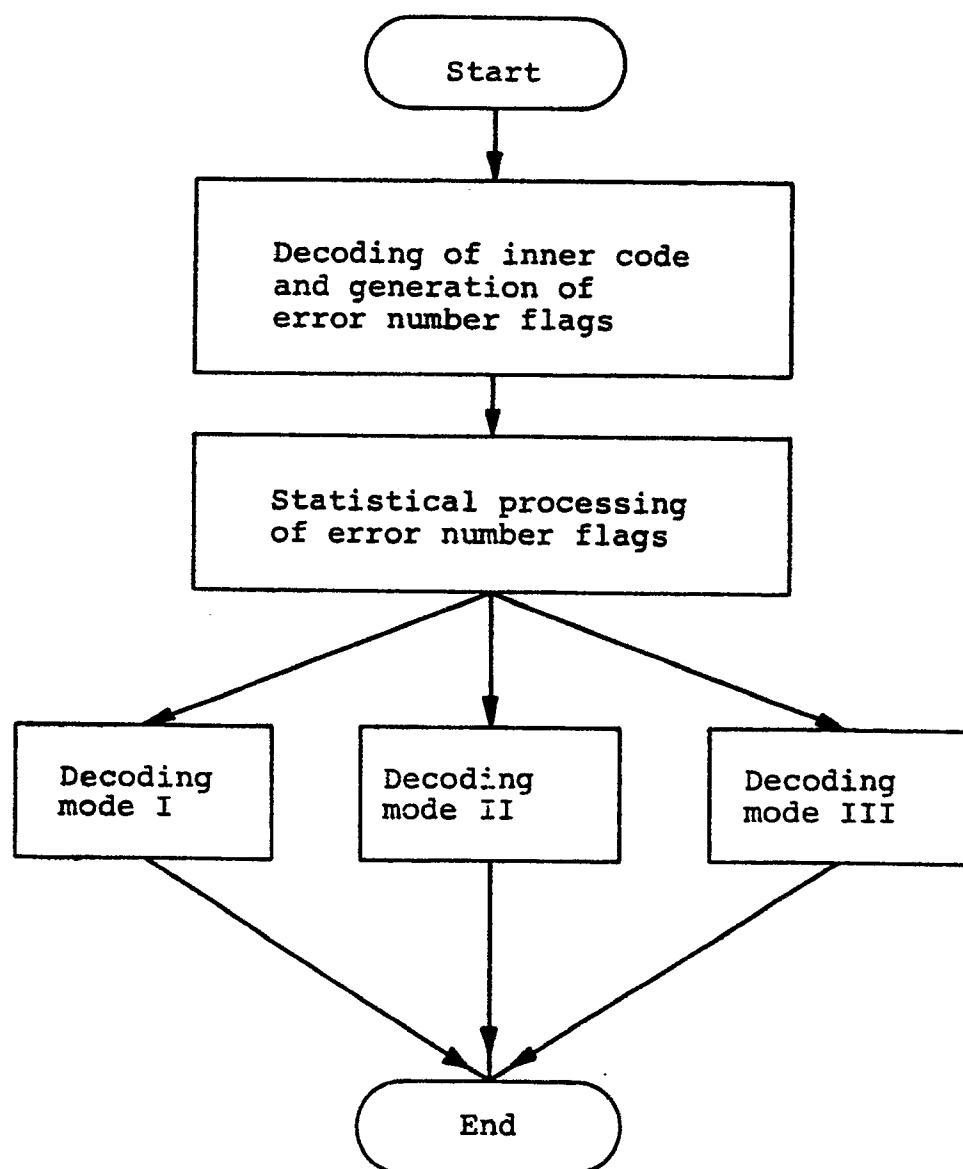 Start
Decoding of inner code
and generation of
error number flags
Statistical processing
of error number flags
Decoding
mode I
Decoding
mode II
Decoding
mode III
End